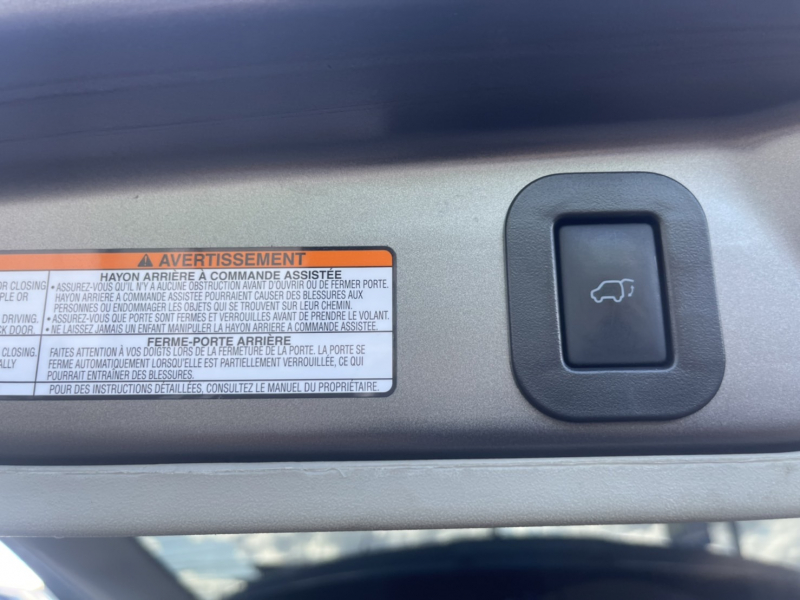 AVERTISSEMENT
HAYON ARRIÈRE À COMMANDE ASSISTÉE
• ASSUREZ-VOUS QU'IL N'Y A AUCUNE OBSTRUCTION AVANT D'OUVRIR OU DE FERMER PORTE.
HAYON ARRIERE A COMMANDE ASSISTÉE POURRAIENT CAUSER DES BLESSURES AUX
PERSONNES OU ENDOMMAGER LES OBJETS QUI SE TROUVENT SUR LEUR CHEMIN.
• ASSUREZ-VOUS QUE PORTE SONT FERMES ET VERROUILLES AVANT DE PRENDRE LE VOLANT.
• NE LAISSEZ JAMAIS UN ENFANT MANIPULER LA HAYON ARRIERE A COMMANDE ASSISTÉE.
FERME-PORTE ARRIÈRE
FAITES ATTENTION À VOS DOIGTS LORS DE LA FERMETURE DE LA PORTE. LA PORTE SE
FERME AUTOMATIQUEMENT LORSQU'ELLE EST PARTIELLEMENT VERROUILLÉE, CE QUI
POURRAIT ENTRAÎNER DES BLESSURES.
POUR DES INSTRUCTIONS DÉTAILLÉES, CONSULTEZ LE MANUEL DU PROPRIÉTAIRE.
OR CLOSING
PLE OR
DRIVING.
CK DOOR.
CLOSING.
ALLY